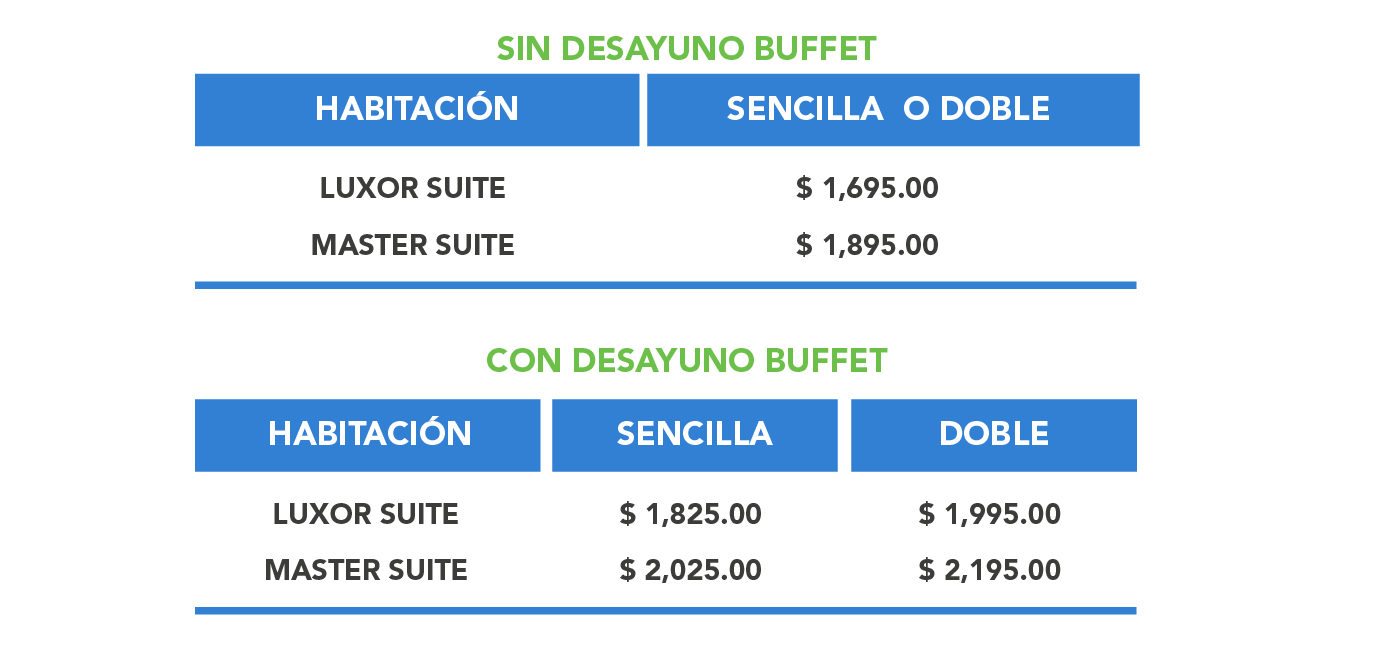 SIN DESAYUNO BUFFET
HABITACIÓN SENCILLA O DOBLE
LUXOR SUITE $ 1,695.00
MASTER SUITE $ 1,895.00
CON DESAYUNO BUFFET
HABITACIÓN SENCILLA DOBLE
LUXOR SUITE $ 1,825.00 $ 1,995.00
MASTER SUITE $ 2,025.00 $ 2,195.00